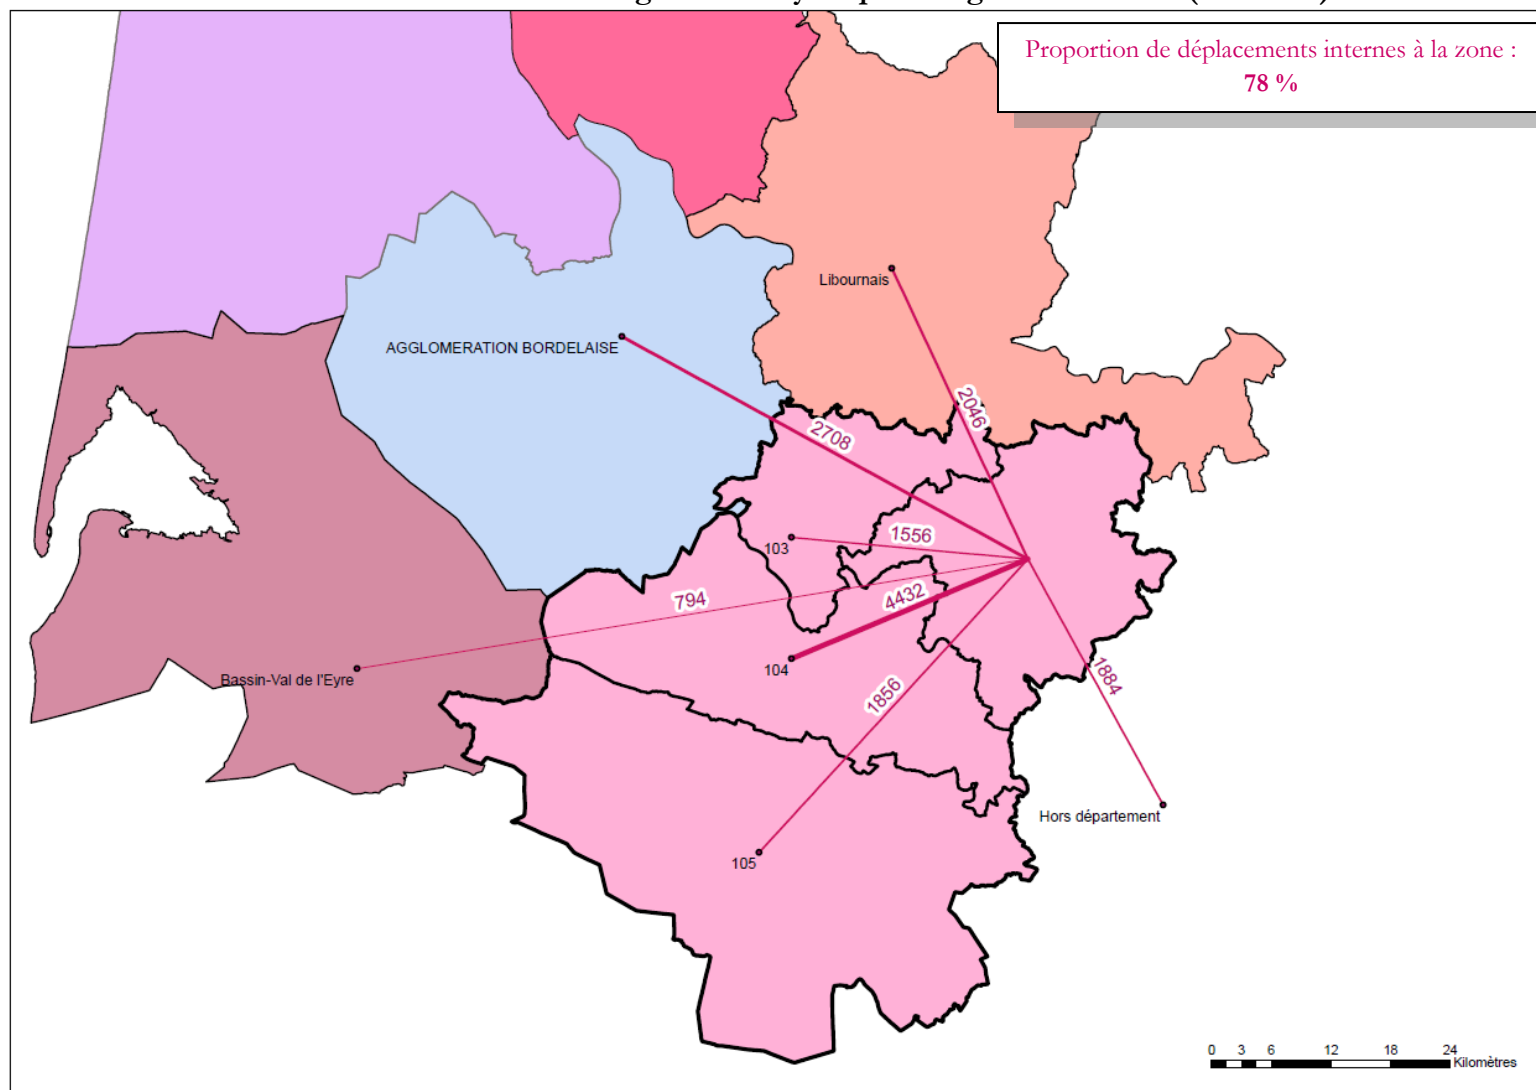 Proportion de déplacements internes à la zone :
78 %
Libournais
AGGLOMERATION BORDELAISE
2046
2708
103
1556
794
4432
104
Bassin-Val de l'Eyre
1856
1884
Hors département
105
0 3 6 12 18 24
Kilomètres